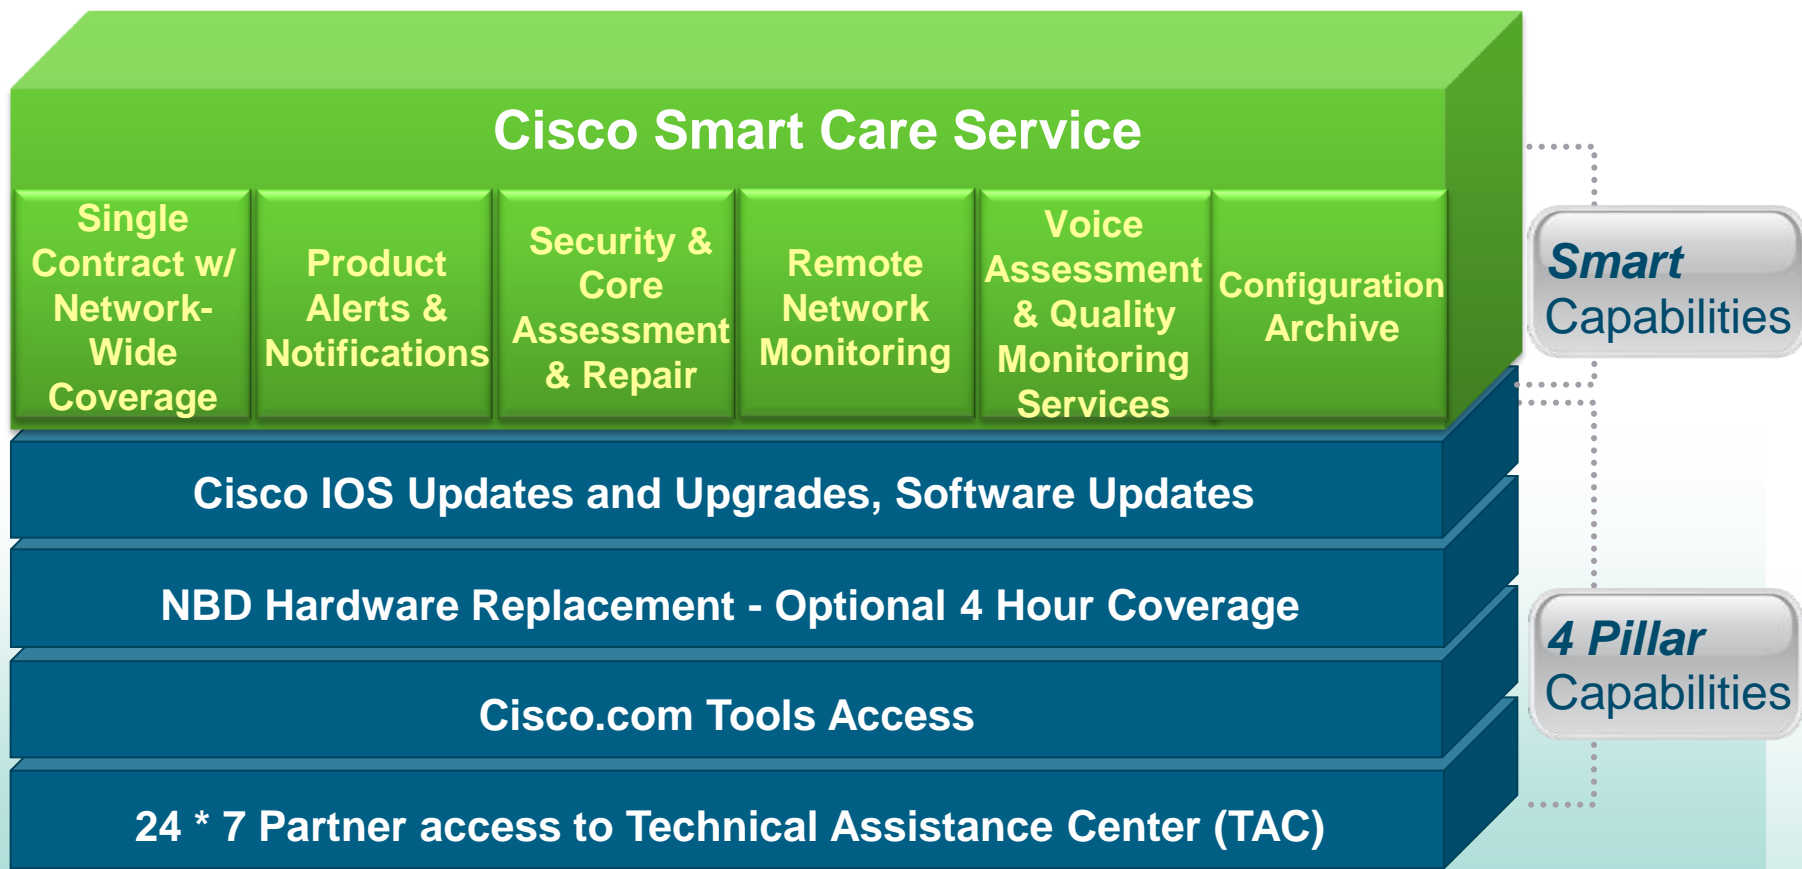 Cisco Smart Care Service
Single
Contract w/
Network-
Wide
Coverage
Product
Alerts &
Notifications
Security &
Core
Assessment
& Repair
Remote
Network
Monitoring
Voice
Assessment
& Quality
Monitoring
Services
Configuration
Archive
Smart
Capabilities
Cisco IOS Updates and Upgrades, Software Updates
NBD Hardware Replacement - Optional 4 Hour Coverage
Cisco.com Tools Access
24 * 7 Partner access to Technical Assistance Center (TAC)
4 Pillar
Capabilities